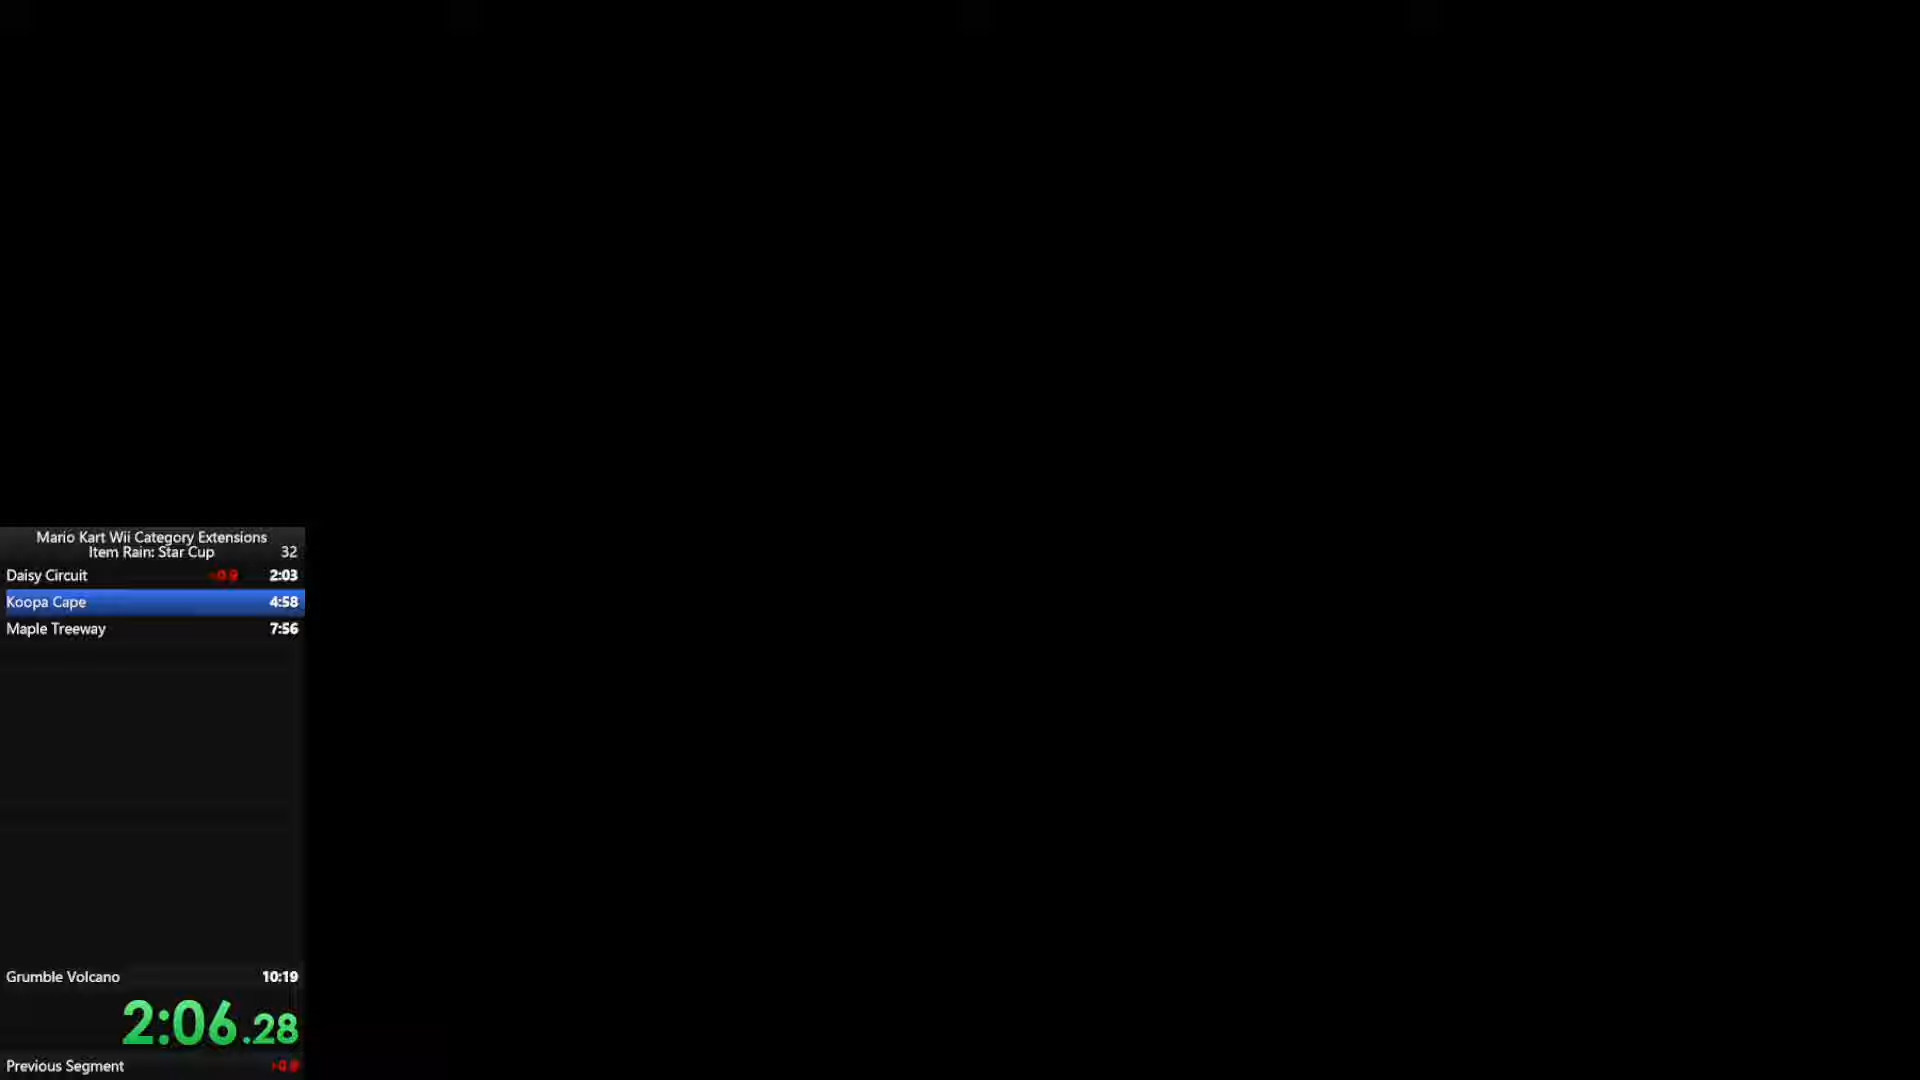 Mario Kart Wii Category Extensions
Item Rain: Star Cup 32
Daisy Circuit 2:03
Koopa Cape 4:58
Maple Treeway 7:56
Grumble Volcano 10:19
2:06.28
Previous Segment